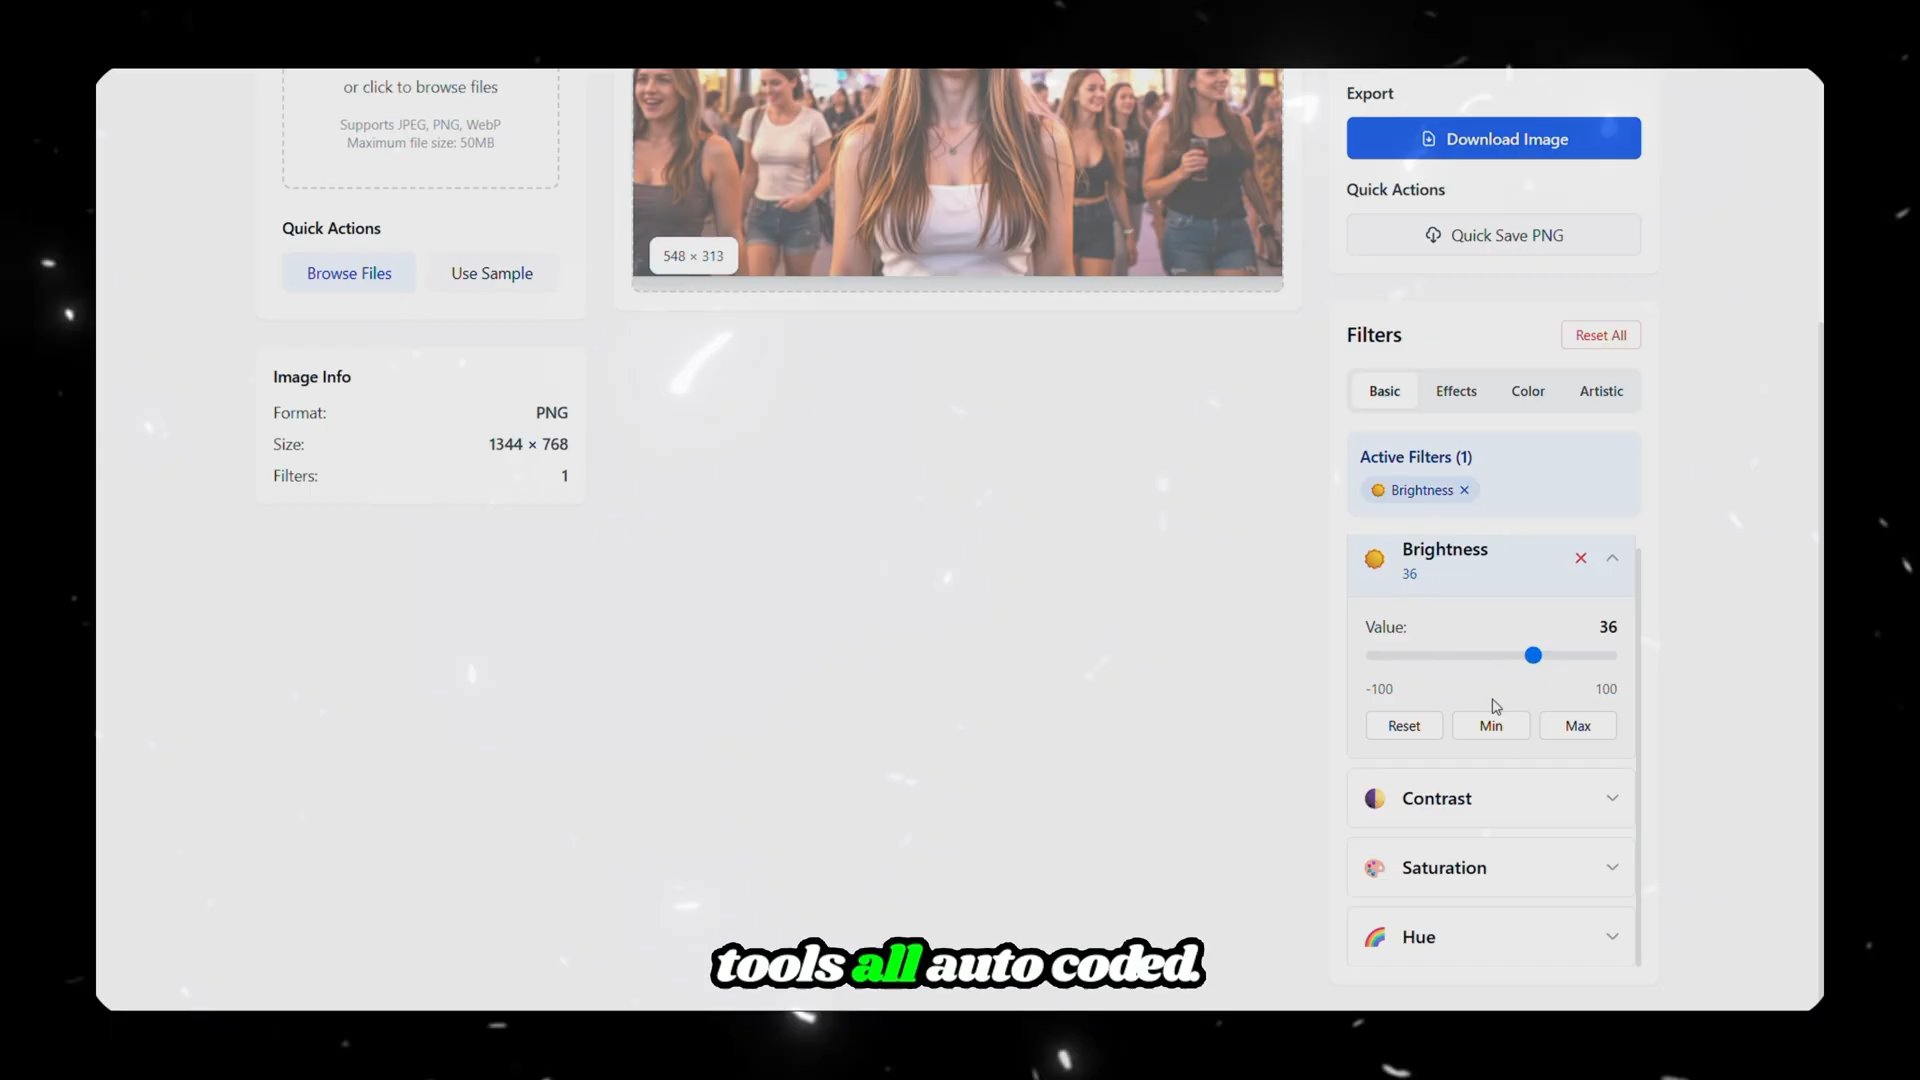 or click to browse files
Supports JPEG, PNG, WebP
Maximum file size: 50MB
Quick Actions
Browse Files
Use Sample
Image Info
Format: PNG
Size: 1344 × 768
Filters: 1
548 × 313
Export
Download Image
Quick Actions
Quick Save PNG
Filters
Reset All
Basic
Effects
Color
Artistic
Active Filters (1)
Brightness ×
Brightness
36
Value: 36
-100 100
Reset
Min
Max
Contrast
Saturation
Hue
tools all auto coded.